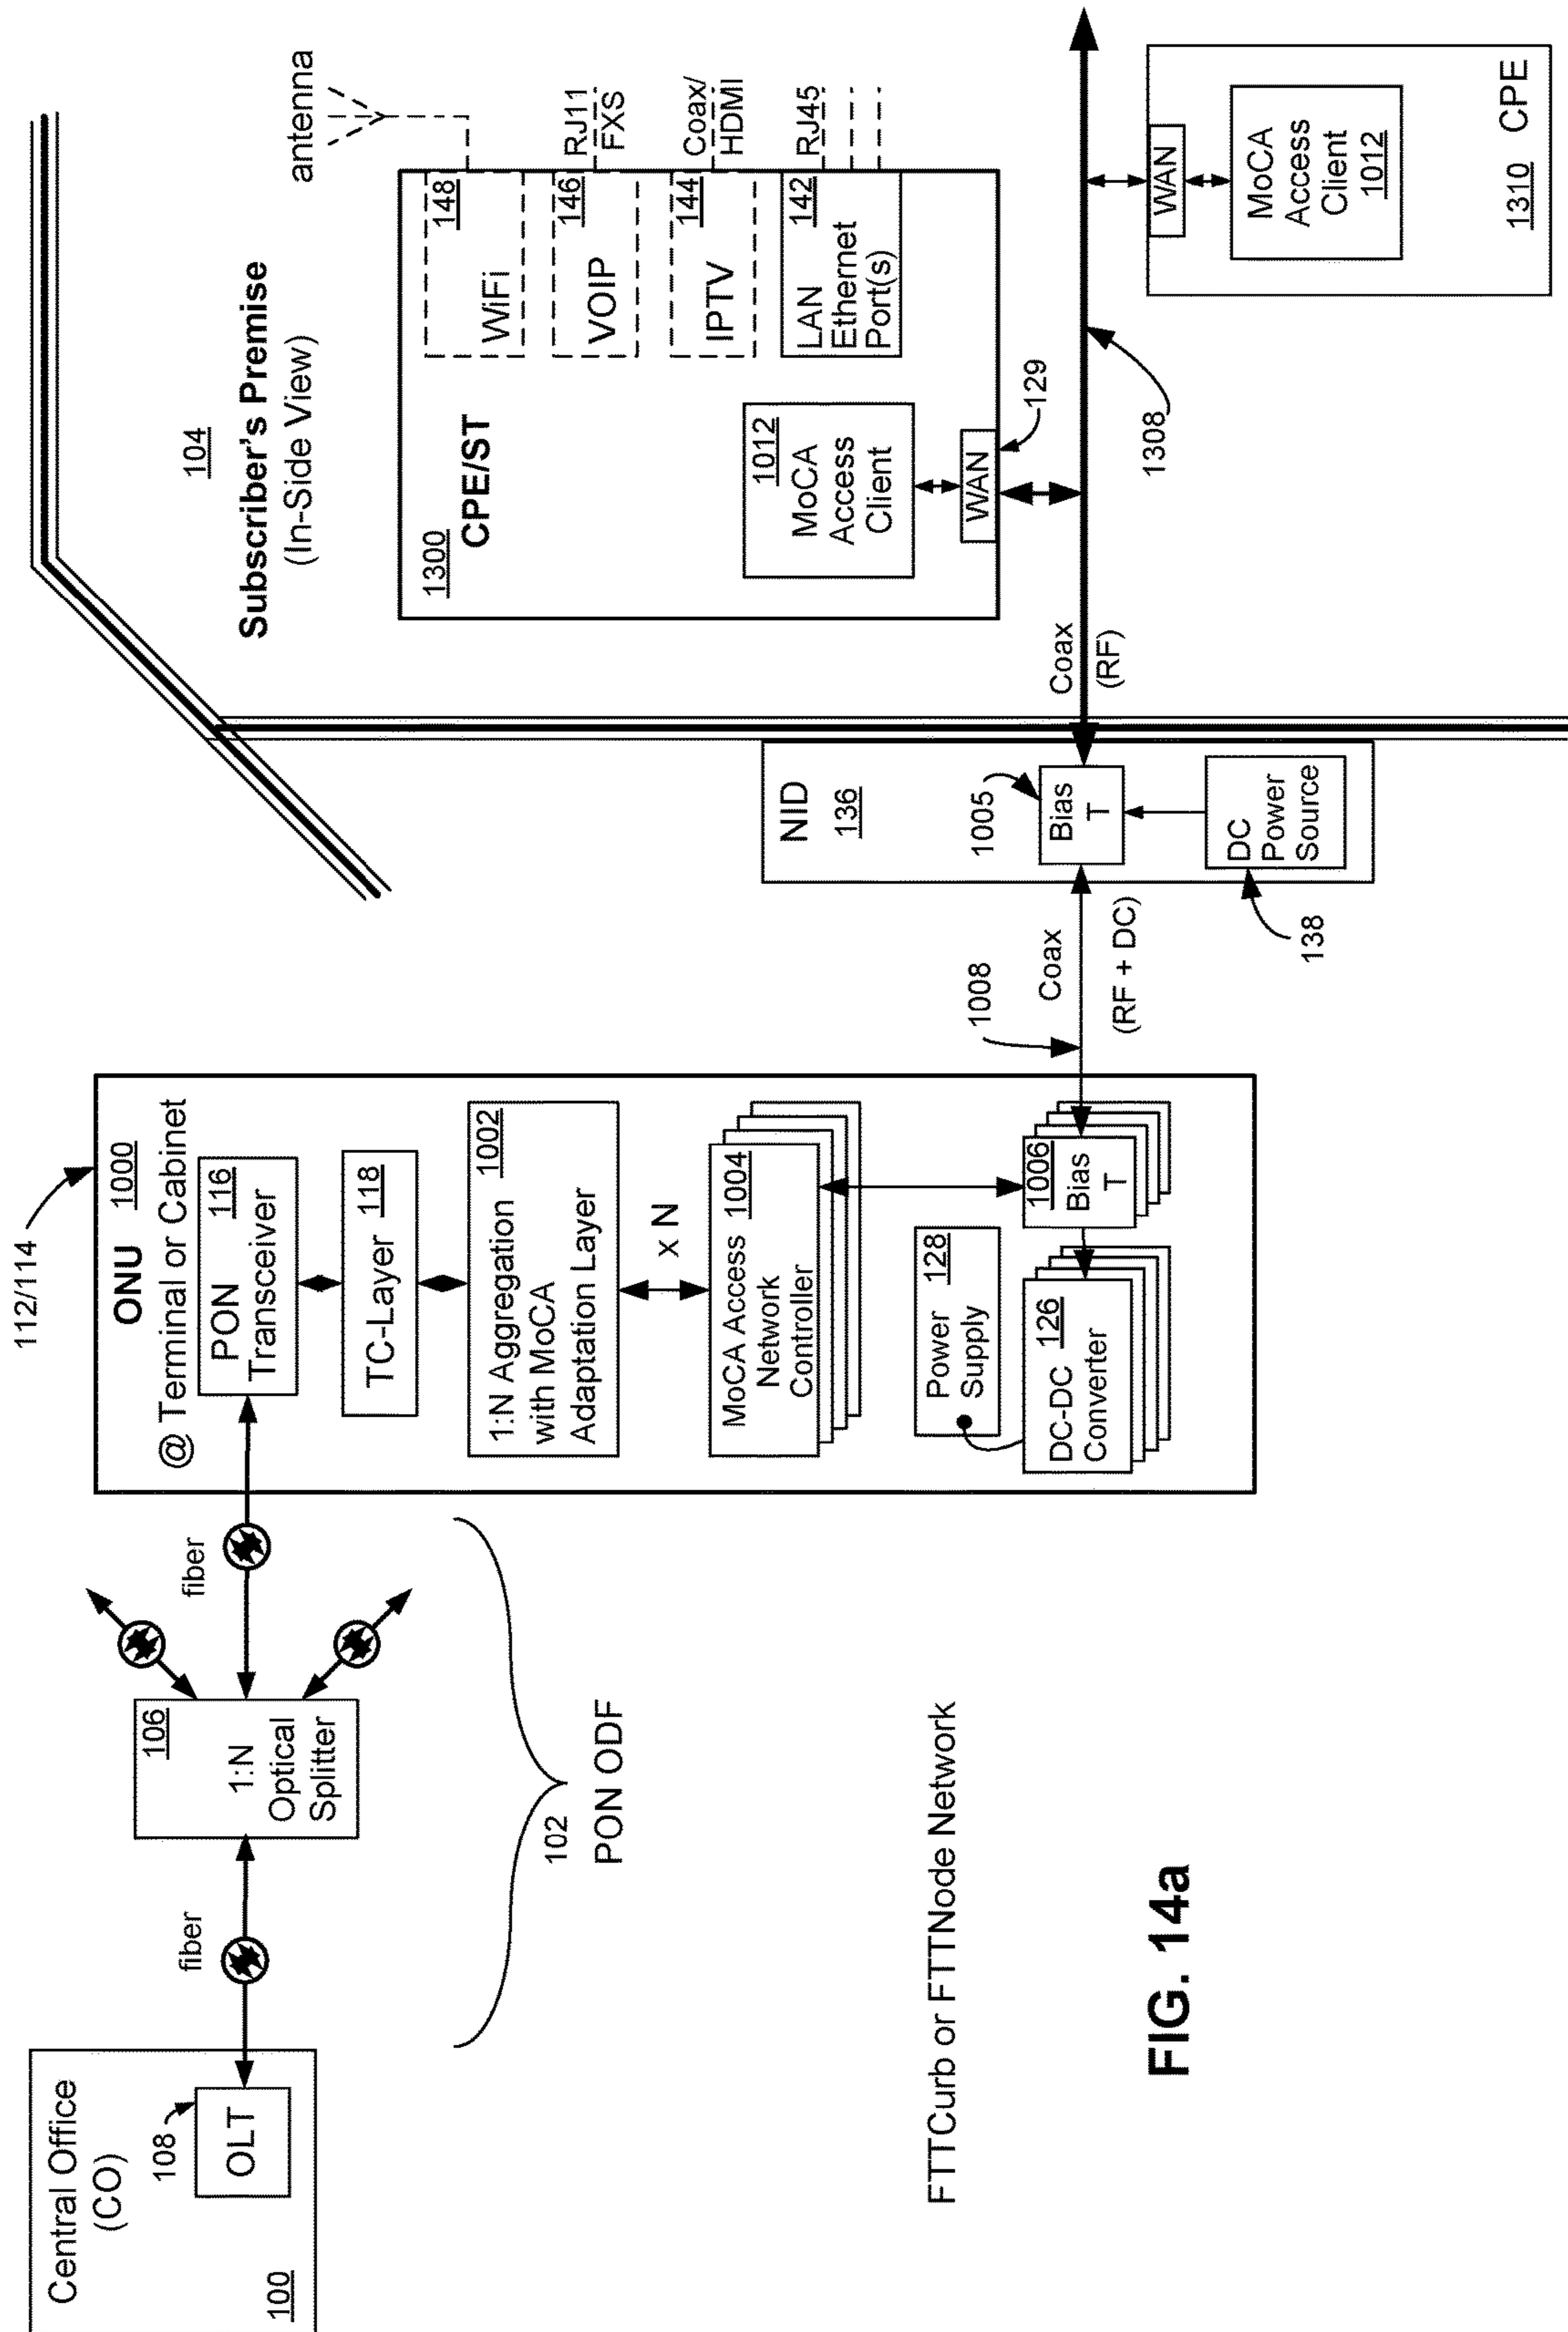 Central Office
(CO)
108
OLT
100
fiber
106
1:N
Optical
Splitter
fiber
102
PON ODF
112/114
ONU
1000
@ Terminal or Cabinet
PON
116
Transceiver
TC-Layer
118
1:N Aggregation
1002
with MoCA
Adaptation Layer
x N
MoCA Access
1004
Network
Controller
Power
128
Supply
DC-DC
126
Converter
1006
Bias
T
1008
Coax
(RF + DC)
NID
136
1005
Bias
T
DC
Power
Source
138
104
Subscriber's Premise
(In-Side View)
Coax
(RF)
1300
CPE/ST
1012
MoCA
Access
Client
WAN
129
148
WiFi
146
VOIP
144
IPTV
142
LAN
Ethernet
Port(s)
antenna
RJ11
FXS
Coax/
HDMI
RJ45
1308
WAN
MoCA
Access
Client
1012
1310
CPE
FTTCurb or FTTNode Network
FIG. 14a